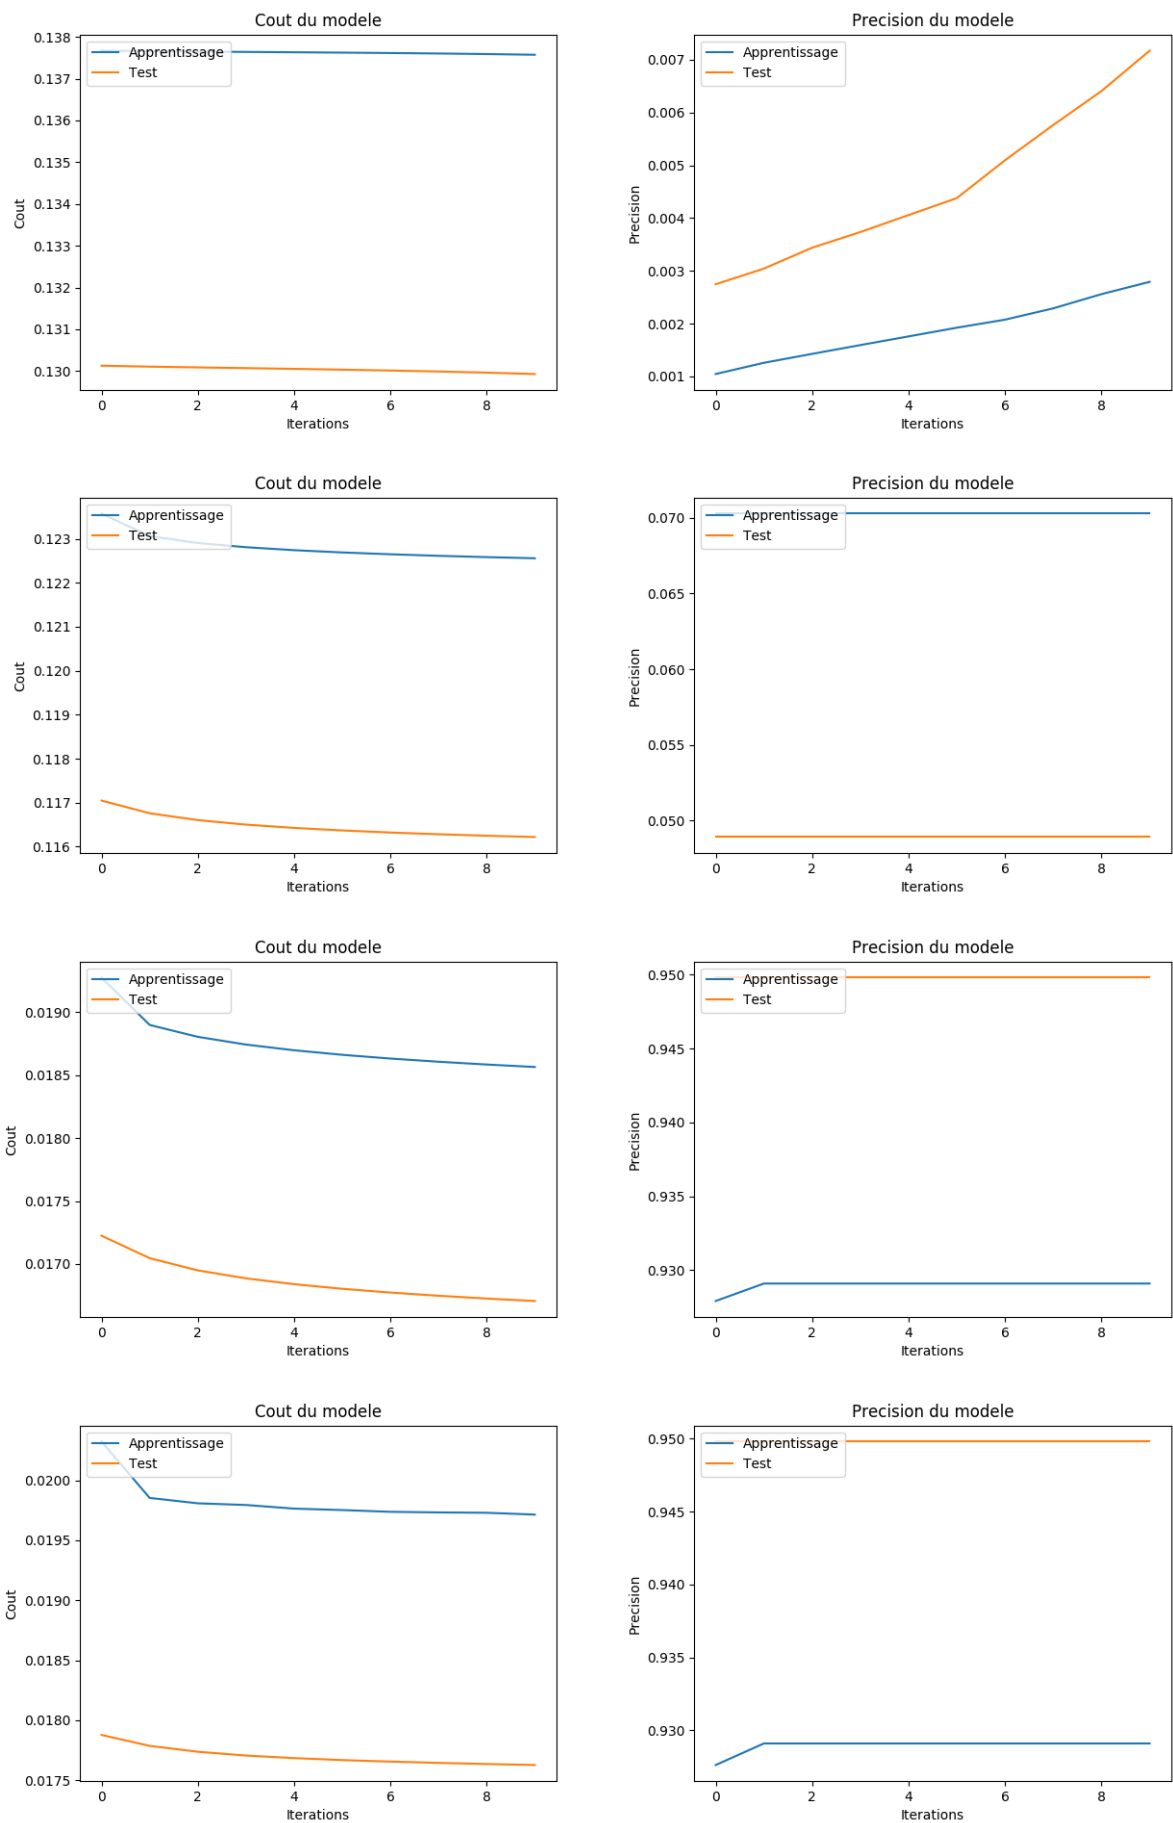 Cout du modele
Cout
0.138
0.137
0.136
0.135
0.134
0.133
0.132
0.131
0.130
Apprentissage
Test
0 2 4 6 8
Iterations
Precision du modele
Precision
0.007
0.006
0.005
0.004
0.003
0.002
0.001
Apprentissage
Test
0 2 4 6 8
Iterations
Cout du modele
Cout
0.123
0.122
0.121
0.120
0.119
0.118
0.117
0.116
Apprentissage
Test
0 2 4 6 8
Iterations
Precision du modele
Precision
0.070
0.065
0.060
0.055
0.050
Apprentissage
Test
0 2 4 6 8
Iterations
Cout du modele
Cout
0.0190
0.0185
0.0180
0.0175
0.0170
Apprentissage
Test
0 2 4 6 8
Iterations
Precision du modele
Precision
0.950
0.945
0.940
0.935
0.930
Apprentissage
Test
0 2 4 6 8
Iterations
Cout du modele
Cout
0.0200
0.0195
0.0190
0.0185
0.0180
0.0175
Apprentissage
Test
0 2 4 6 8
Iterations
Precision du modele
Precision
0.950
0.945
0.940
0.935
0.930
Apprentissage
Test
0 2 4 6 8
Iterations